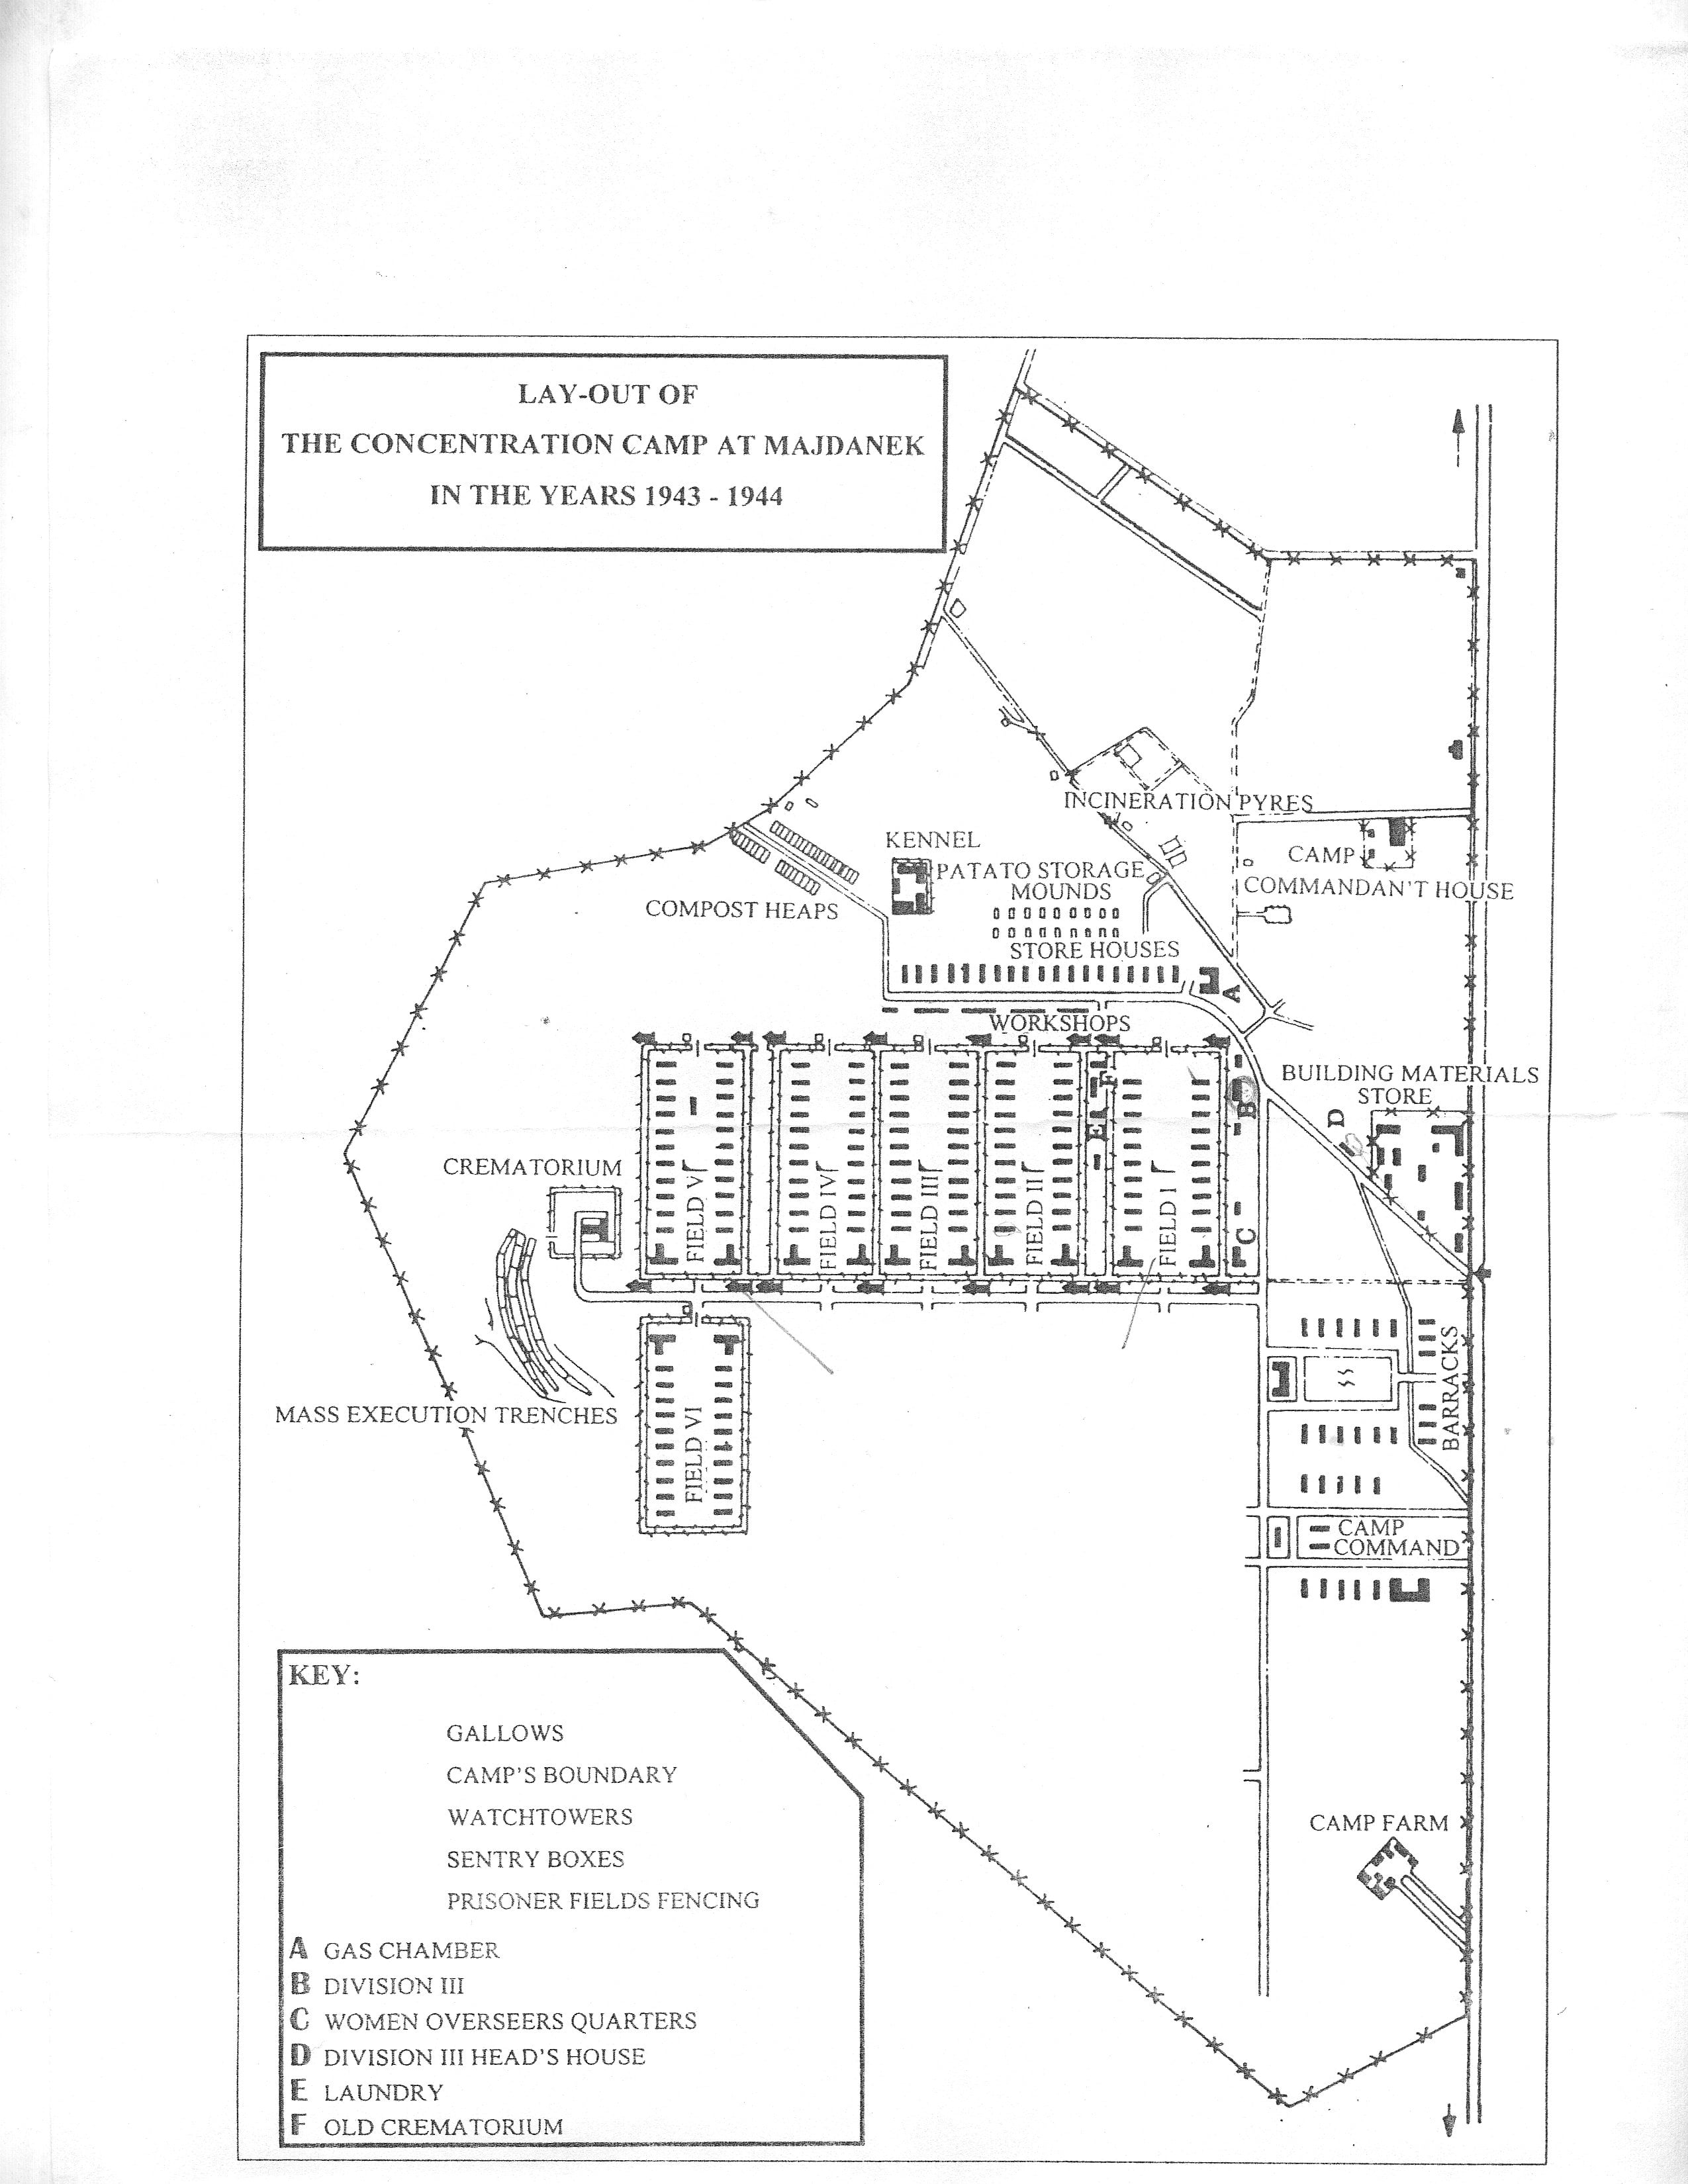 LAY-OUT OF
THE CONCENTRATION CAMP AT MAJDANEK
IN THE YEARS 1943 - 1944
INCINERATION PYRES
KENNEL
PATATO STORAGE
MOUNDS
CAMP
COMMANDAN'T HOUSE
COMPOST HEAPS
STORE HOUSES
A
WORKSHOPS
BUILDING MATERIALS
STORE
F
B
D
E
CREMATORIUM
FIELD V
FIELD IV
FIELD III
FIELD II
FIELD I
C
BARRACKS
MASS EXECUTION TRENCHES
FIELD VI
CAMP
COMMAND
CAMP FARM
KEY:
GALLOWS
CAMP'S BOUNDARY
WATCHTOWERS
SENTRY BOXES
PRISONER FIELDS FENCING
A GAS CHAMBER
B DIVISION III
C WOMEN OVERSEERS QUARTERS
D DIVISION III HEAD'S HOUSE
E LAUNDRY
F OLD CREMATORIUM